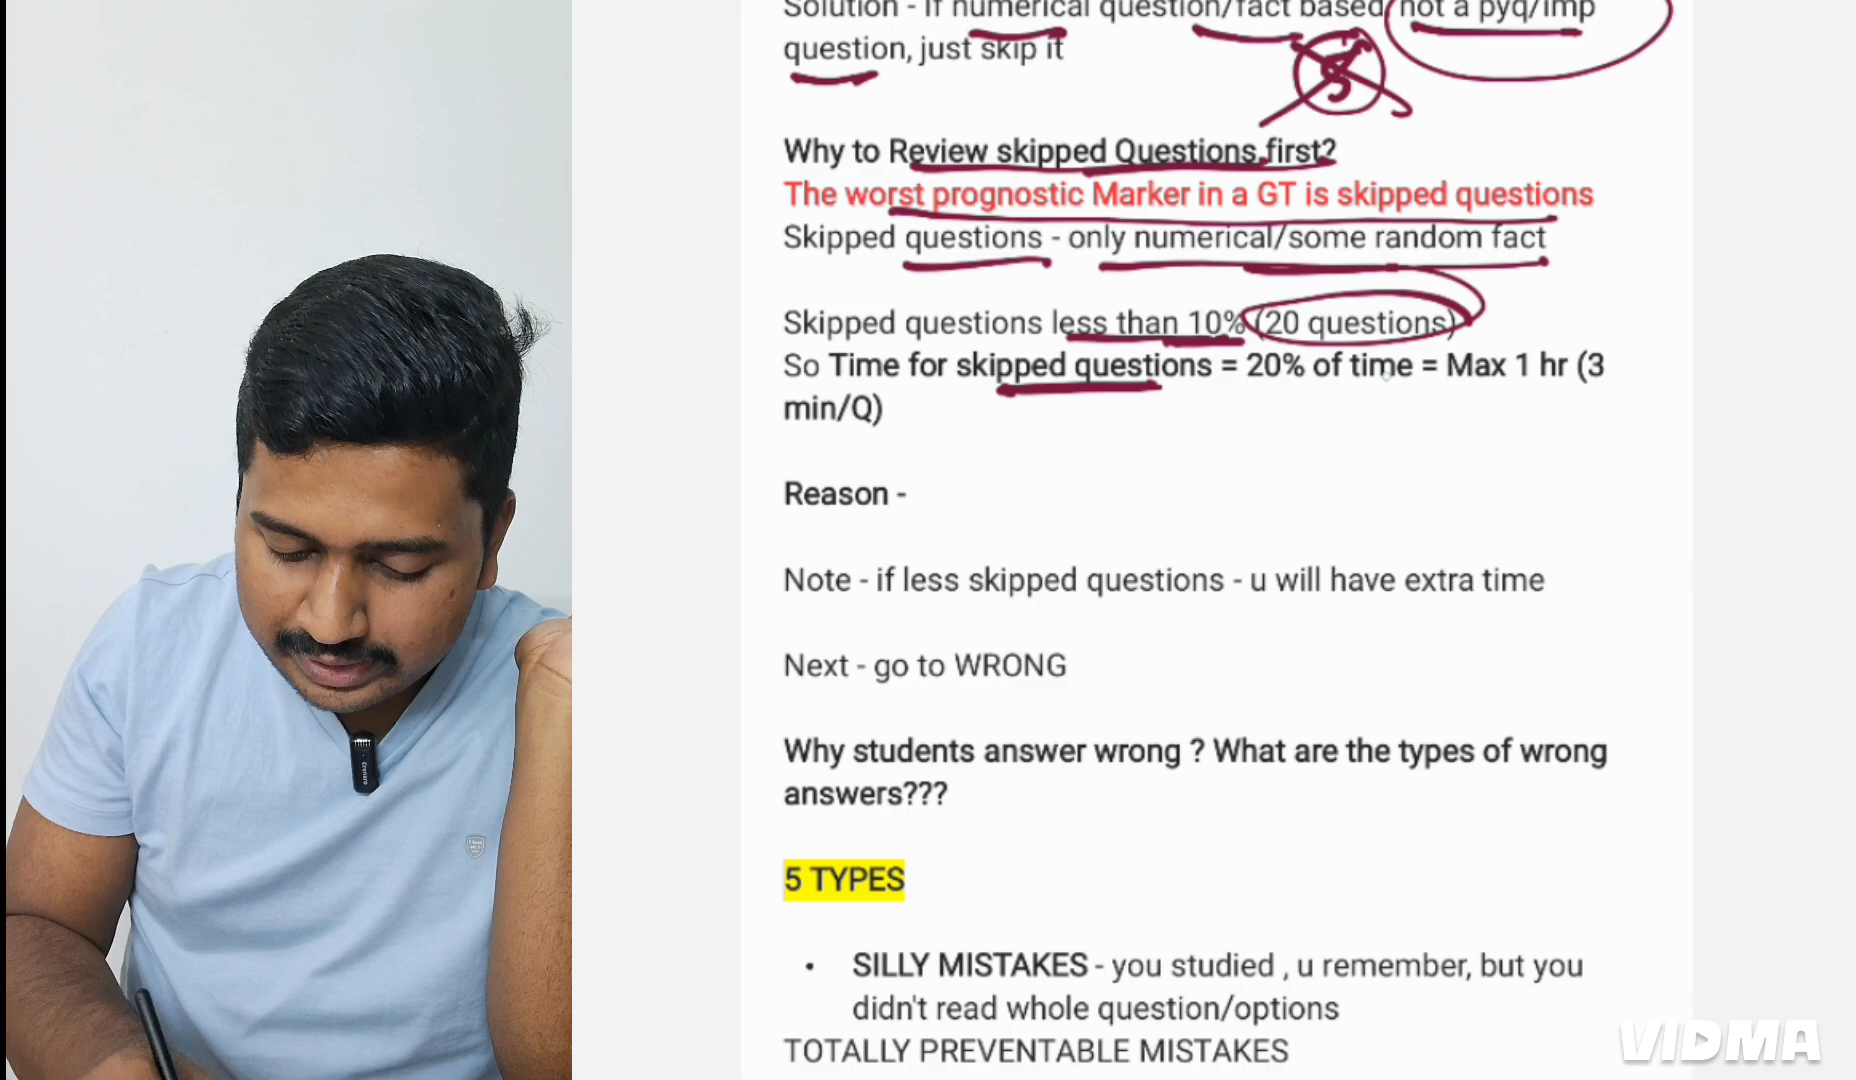 Solution - If numerical question/fact based, not a pyq/imp
question, just skip it
Why to Review skipped Questions first?
The worst prognostic Marker in a GT is skipped questions
Skipped questions - only numerical/some random fact
Skipped questions less than 10% (20 questions)
So Time for skipped questions = 20% of time = Max 1 hr (3
min/Q)
Reason -
Note - if less skipped questions - u will have extra time
Next - go to WRONG
Why students answer wrong ? What are the types of wrong
answers???
5 TYPES
• SILLY MISTAKES - you studied , u remember, but you
didn't read whole question/options
TOTALLY PREVENTABLE MISTAKES
VIDMA